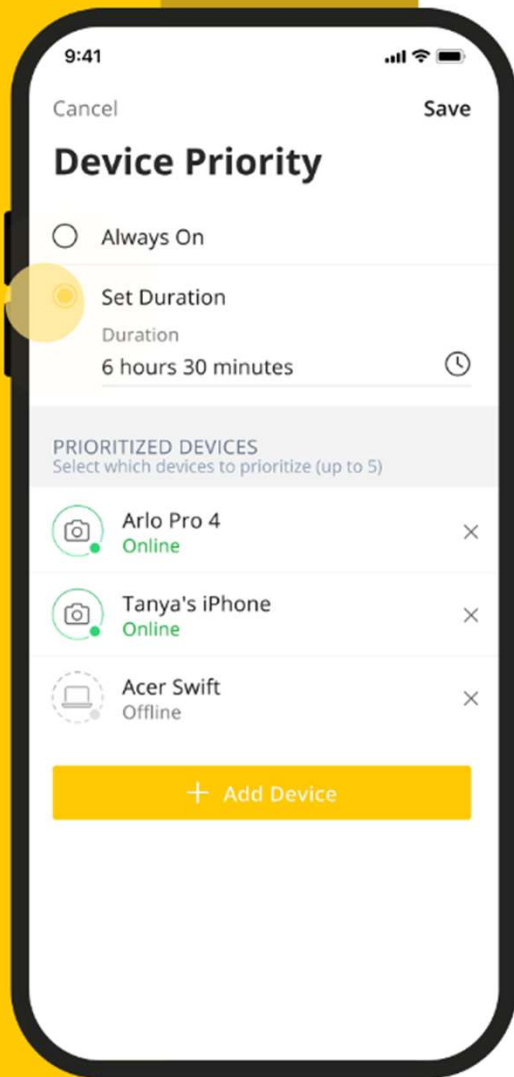 9:41
Cancel
Save
Device Priority
Always On
Set Duration
Duration
6 hours 30 minutes
PRIORITIZED DEVICES
Select which devices to prioritize (up to 5)
Arlo Pro 4
Online
Tanya's iPhone
Online
Acer Swift
Offline
+ Add Device